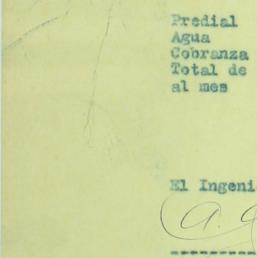 Predial
Agua
Cobranza
Total de
al mes
El Ingeni